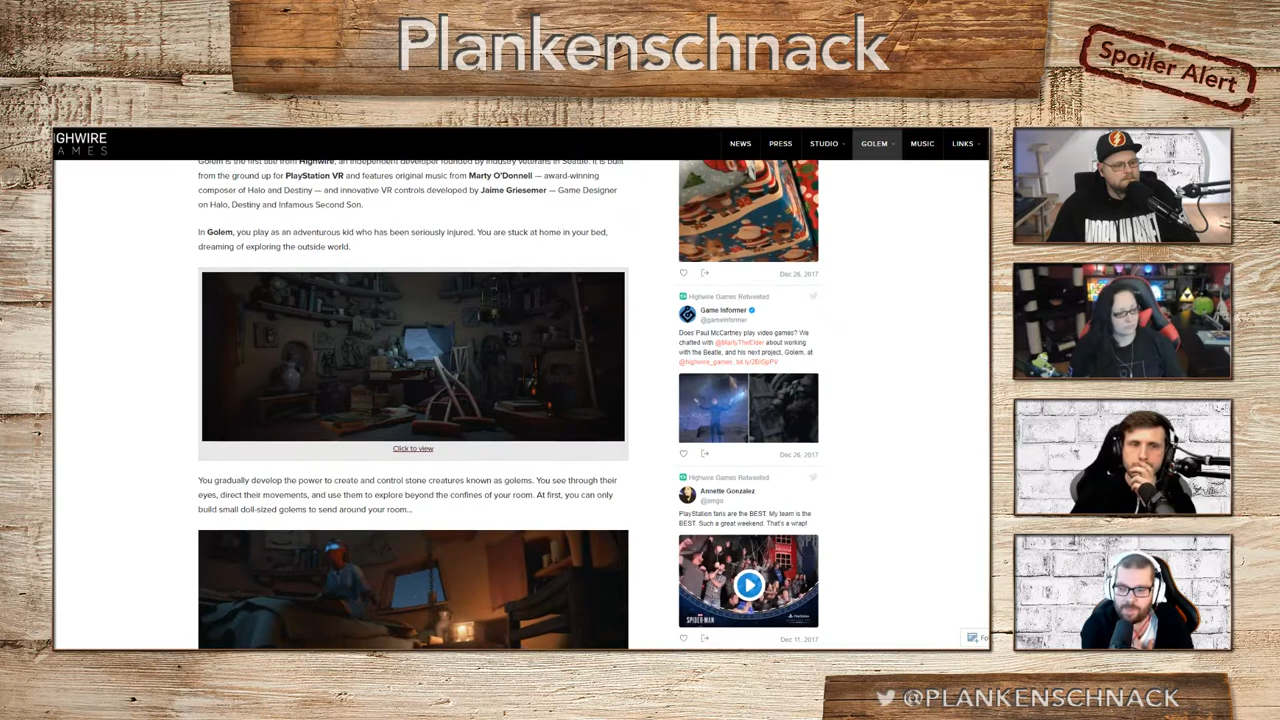 Plankenschnack
Spoiler Alert
GHWIRE
AMES
NEWS
PRESS
STUDIO
GOLEM
MUSIC
LINKS
Golem is the first title from Highwire, an independent developer founded by industry veterans in Seattle. It is built
from the ground up for PlayStation VR and features original music from Marty O'Donnell — award-winning
composer of Halo and Destiny — and innovative VR controls developed by Jaime Griesemer — Game Designer
on Halo, Destiny and Infamous Second Son.
In Golem, you play as an adventurous kid who has been seriously injured. You are stuck at home in your bed,
dreaming of exploring the outside world.
Click to view
You gradually develop the power to create and control stone creatures known as golems. You see through their
eyes, direct their movements, and use them to explore beyond the confines of your room. At first, you can only
build small doll-sized golems to send around your room...
Dec 26, 2017
Highwire Games Retweeted
Game Informer
@gameinformer
Does Paul McCartney play video games? We
chatted with @MartyTheElder about working
with the Beatle, and his next project, Golem, at
@highwire_games.
Dec 26, 2017
Highwire Games Retweeted
Annette Gonzalez
@amgo
PlayStation fans are the BEST. My team is the
BEST. Such a great weekend. That's a wrap!
SPIDER-MAN
PlayStation
Dec 11, 2017
Fo
@PLANKENSCHNACK